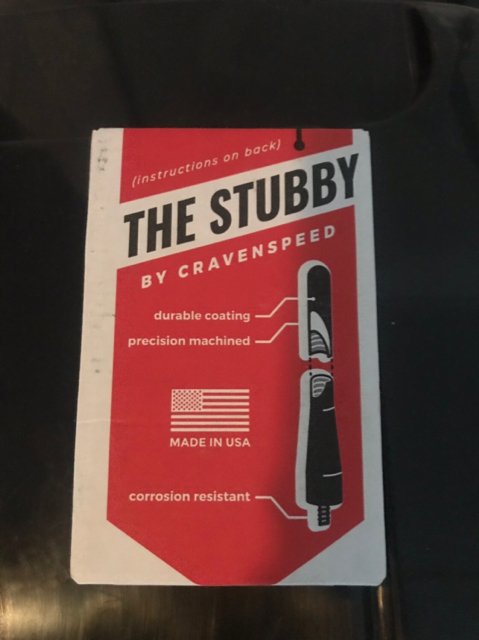 (instructions on back)
THE STUBBY
BY CRAVENSPEED
durable coating
precision machined
MADE IN USA
corrosion resistant